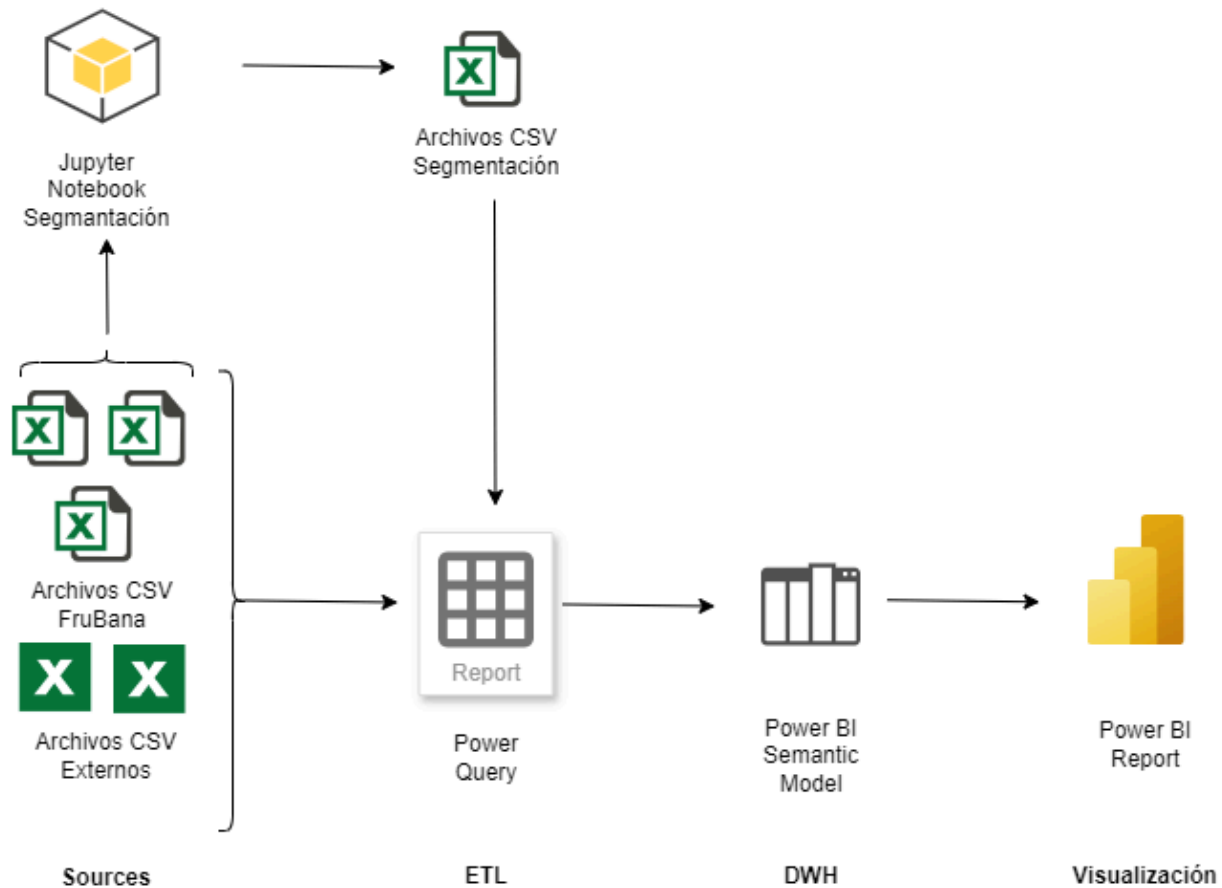 Jupyter
Notebook
Segmantación
Archivos CSV
Segmentación
Archivos CSV
FruBana
Archivos CSV
Externos
Report
Power
Query
Power BI
Semantic
Model
Power BI
Report
Sources
ETL
DWH
Visualización